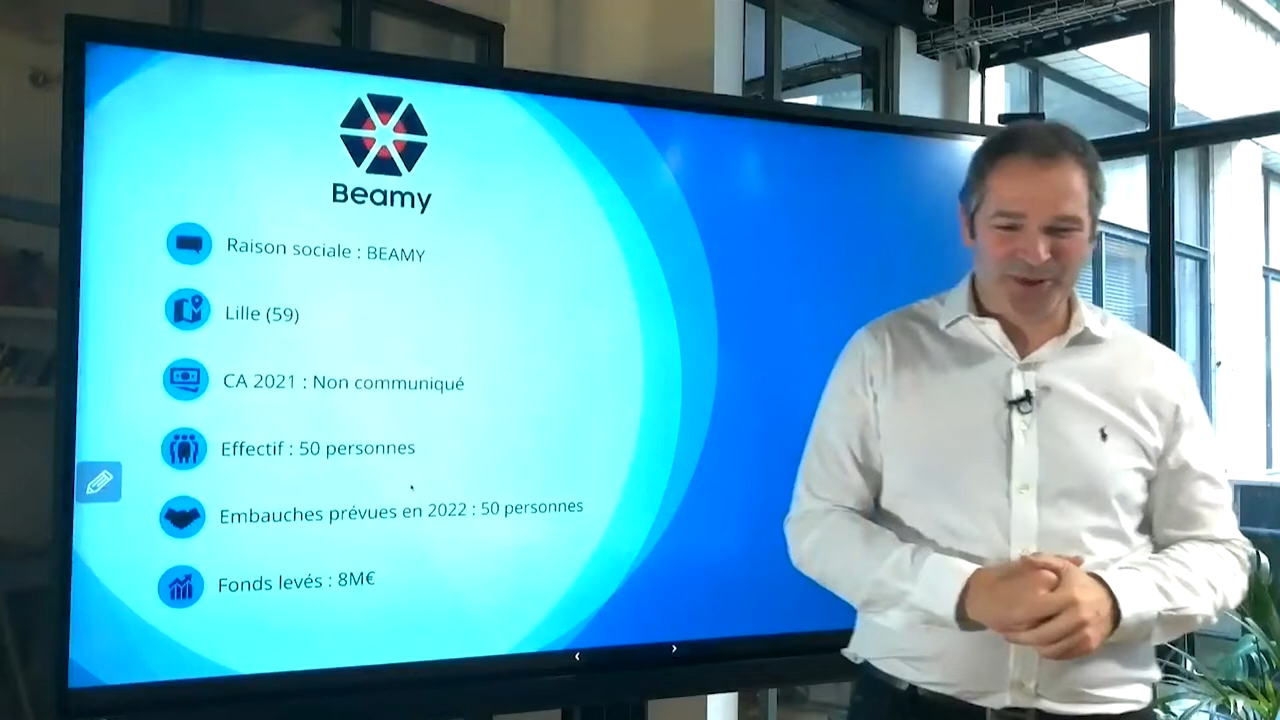 Beamy
Raison sociale : BEAMY
Lille (59)
CA 2021 : Non communiqué
Effectif : 50 personnes
Embauches prévues en 2022 : 50 personnes
Fonds levés : 8M€